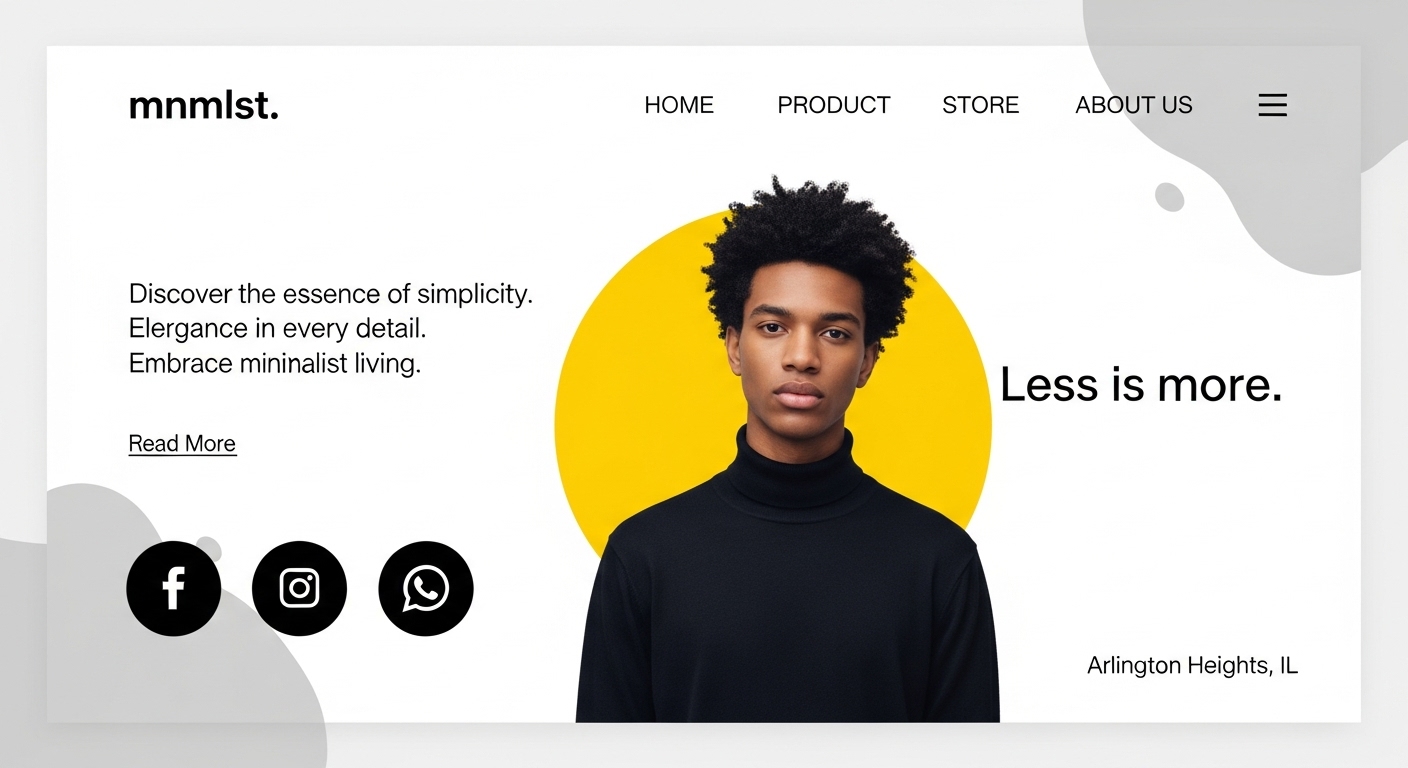 mnmlst.
HOME PRODUCT STORE ABOUT US
Discover the essence of simplicity.
Elergance in every detail.
Embrace mininalist living.
Read More
Less is more.
Arlington Heights, IL